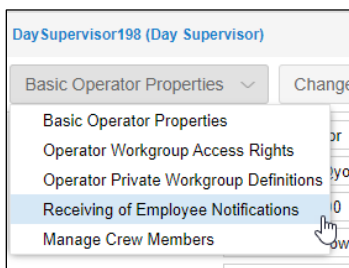 DaySupervisor198 (Day Supervisor)
Basic Operator Properties
Change
Basic Operator Properties
Operator Workgroup Access Rights
Operator Private Workgroup Definitions
Receiving of Employee Notifications
Manage Crew Members